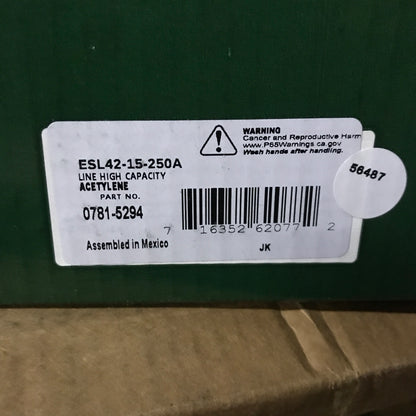 WARNING
Cancer and Reproductive Harm
www.P65Warnings.ca.gov
Wash hands after handling.
ESL42-15-250A
LINE HIGH CAPACITY
ACETYLENE
PART NO.
0781-5294
56487
7 16352 62077 2
Assembled in Mexico
JK